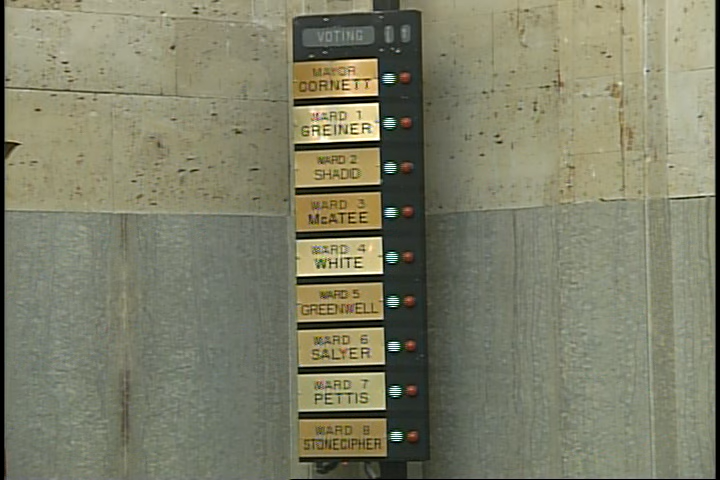 VOTING
MAYOR
CORNETT
WARD 1
GREINER
WARD 2
SHADID
WARD 3
McATEE
WARD 4
WHITE
WARD 5
GREENWELL
WARD 6
SALYER
WARD 7
PETTIS
WARD 8
STONECIPHER